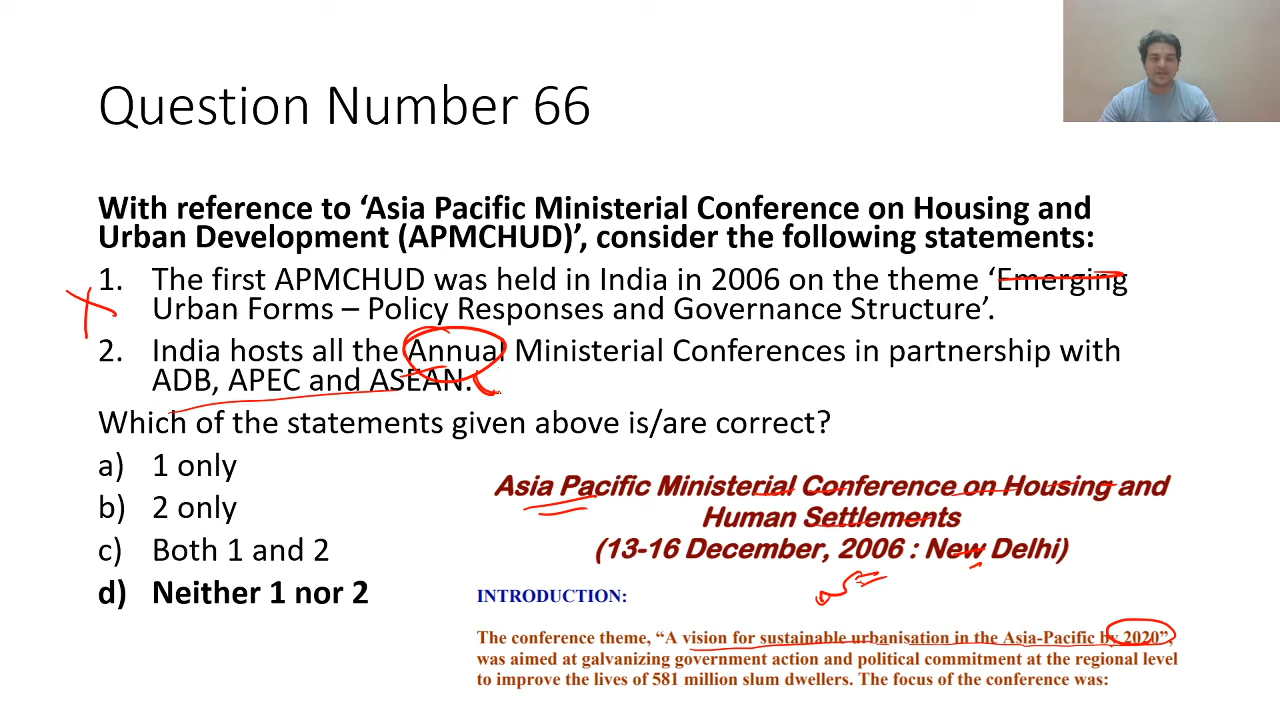 Question Number 66
With reference to ‘Asia Pacific Ministerial Conference on Housing and
Urban Development (APMCHUD)’, consider the following statements:
1. The first APMCHUD was held in India in 2006 on the theme ‘Emerging
Urban Forms – Policy Responses and Governance Structure’.
2. India hosts all the Annual Ministerial Conferences in partnership with
ADB, APEC and ASEAN.
Which of the statements given above is/are correct?
a) 1 only
b) 2 only
c) Both 1 and 2
d) Neither 1 nor 2
Asia Pacific Ministerial Conference on Housing and
Human Settlements
(13-16 December, 2006 : New Delhi)
INTRODUCTION:
The conference theme, “A vision for sustainable urbanisation in the Asia-Pacific by 2020”,
was aimed at galvanizing government action and political commitment at the regional level
to improve the lives of 581 million slum dwellers. The focus of the conference was: